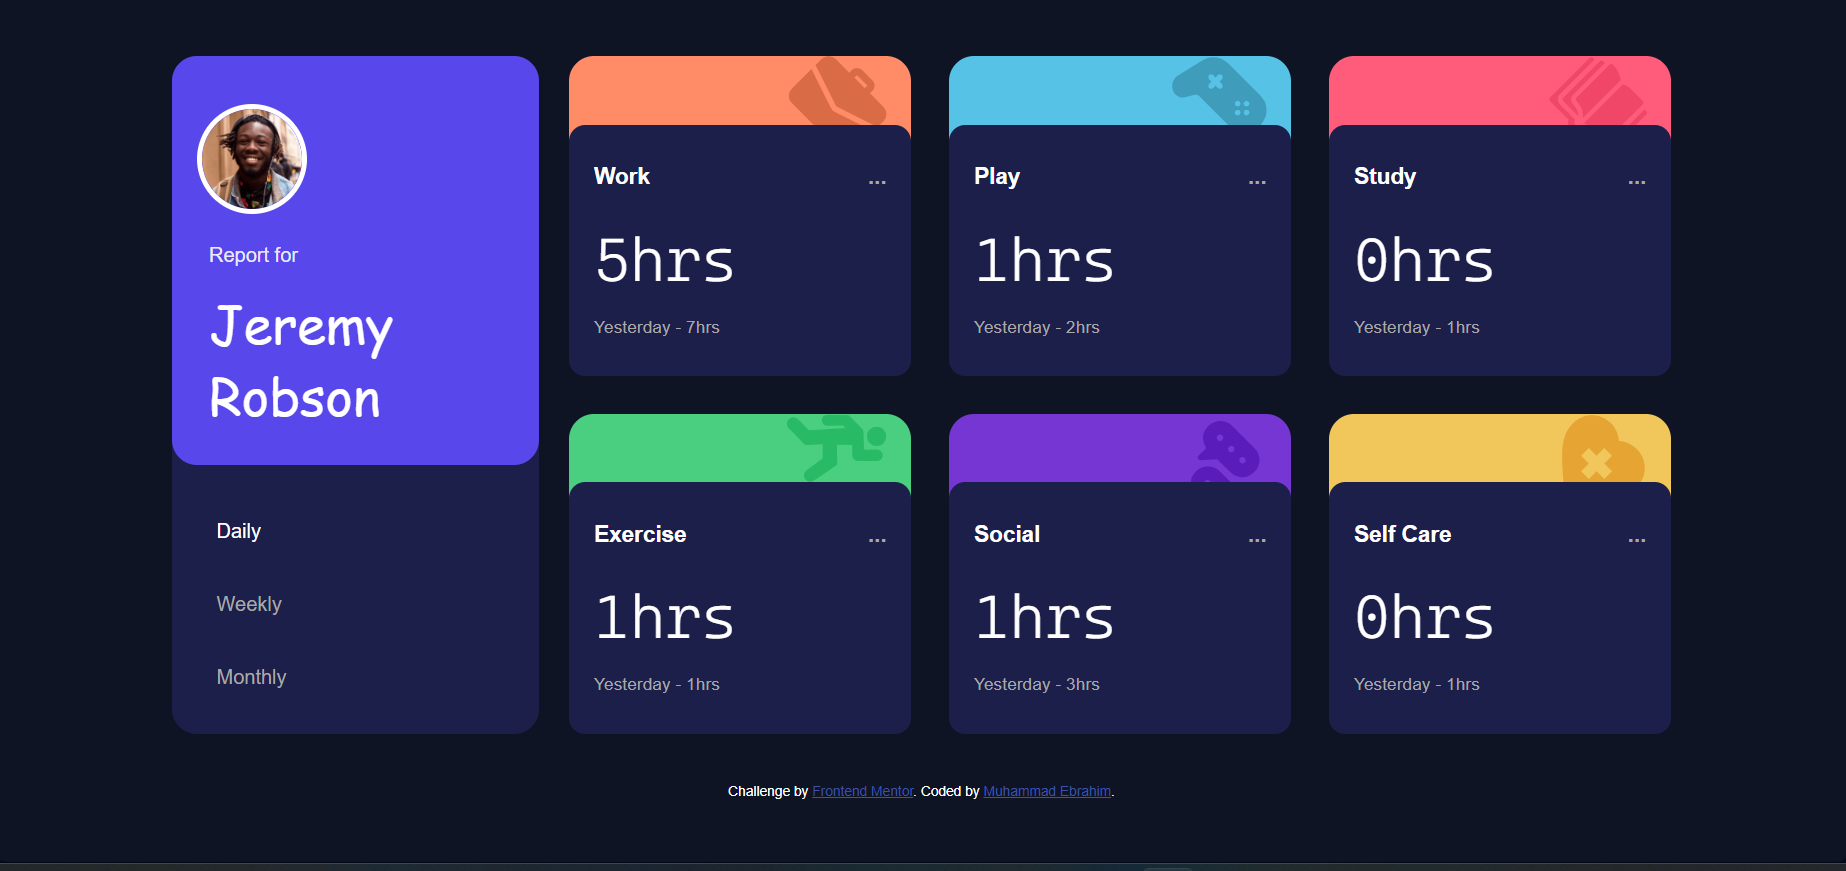 Report for
Jeremy
Robson
Daily
Weekly
Monthly
Work ...
5hrs
Yesterday - 7hrs
Play ...
1hrs
Yesterday - 2hrs
Study ...
0hrs
Yesterday - 1hrs
Exercise ...
1hrs
Yesterday - 1hrs
Social ...
1hrs
Yesterday - 3hrs
Self Care ...
0hrs
Yesterday - 1hrs
Challenge by Frontend Mentor. Coded by Muhammad Ebrahim.